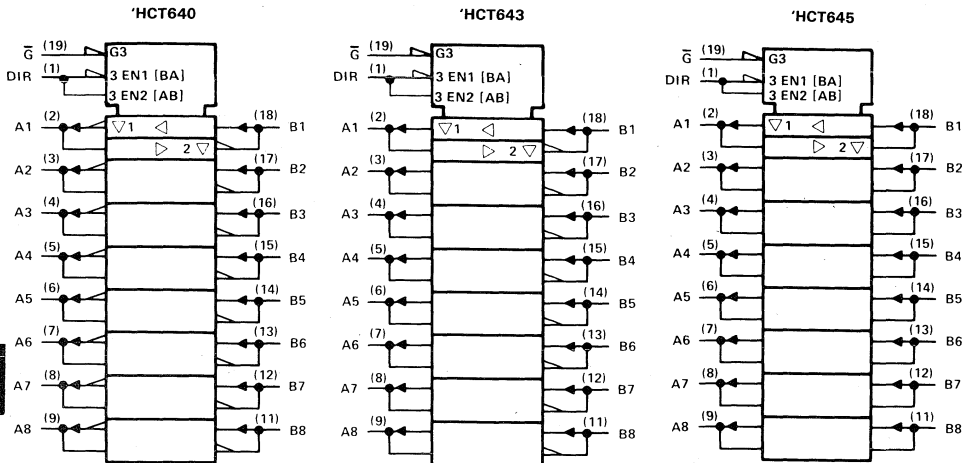 'HCT640
G (19) G3
DIR (1) 3 EN1 [BA]
3 EN2 [AB]
A1 (2) ▽1 ◁ (18) B1
▷ 2▽
A2 (3) (17) B2
A3 (4) (16) B3
A4 (5) (15) B4
A5 (6) (14) B5
A6 (7) (13) B6
A7 (8) (12) B7
A8 (9) (11) B8
'HCT643
G (19) G3
DIR (1) 3 EN1 [BA]
3 EN2 [AB]
A1 (2) ▽1 ◁ (18) B1
▷ 2▽
A2 (3) (17) B2
A3 (4) (16) B3
A4 (5) (15) B4
A5 (6) (14) B5
A6 (7) (13) B6
A7 (8) (12) B7
A8 (9) (11) B8
'HCT645
G (19) G3
DIR (1) 3 EN1 [BA]
3 EN2 [AB]
A1 (2) ▽1 ◁ (18) B1
▷ 2▽
A2 (3) (17) B2
A3 (4) (16) B3
A4 (5) (15) B4
A5 (6) (14) B5
A6 (7) (13) B6
A7 (8) (12) B7
A8 (9) (11) B8